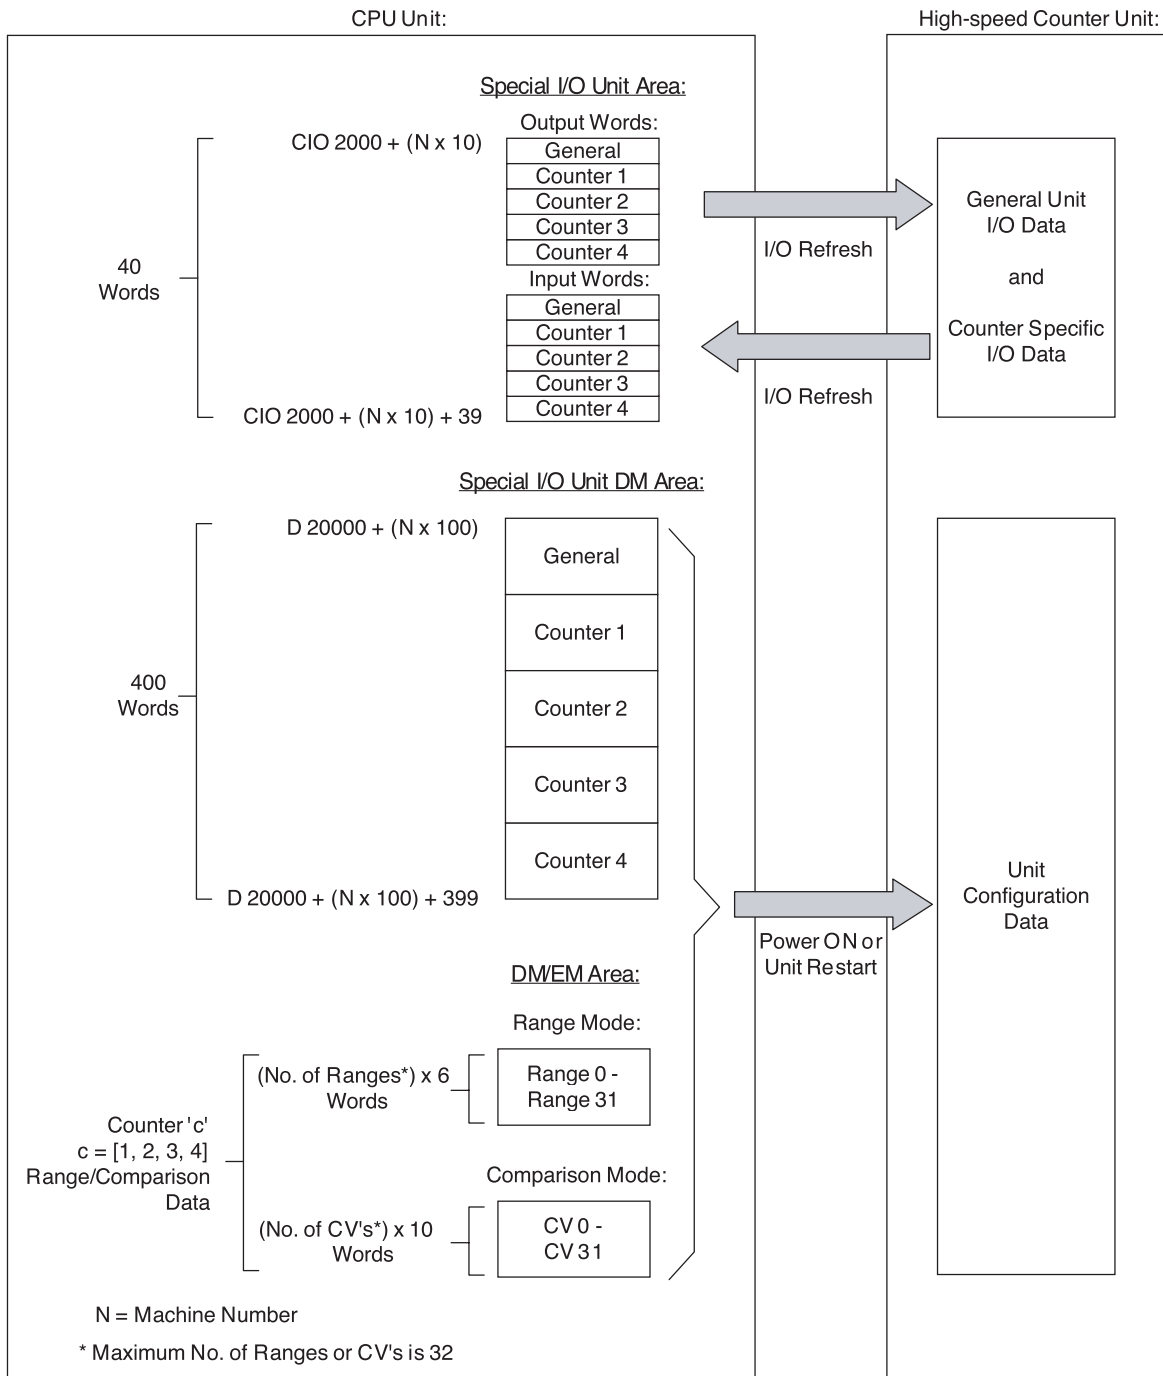 CPU Unit:
High-speed Counter Unit:
Special I/O Unit Area:
Output Words:
CIO 2000 + (N x 10)
General
Counter 1
Counter 2
Counter 3
Counter 4
Input Words:
General
Counter 1
Counter 2
Counter 3
Counter 4
CIO 2000 + (N x 10) + 39
40
Words
I/O Refresh
I/O Refresh
General Unit
I/O Data
and
Counter Specific
I/O Data
Special I/O Unit DM Area:
D 20000 + (N x 100)
General
Counter 1
Counter 2
Counter 3
Counter 4
400
Words
D 20000 + (N x 100) + 399
Power ON or
Unit Restart
Unit
Configuration
Data
DM/EM Area:
Range Mode:
(No. of Ranges*) x 6
Words
Range 0 -
Range 31
Counter 'c'
c = [1, 2, 3, 4]
Range/Comparison
Data
Comparison Mode:
(No. of CV's*) x 10
Words
CV 0 -
CV 31
N = Machine Number
* Maximum No. of Ranges or CV's is 32